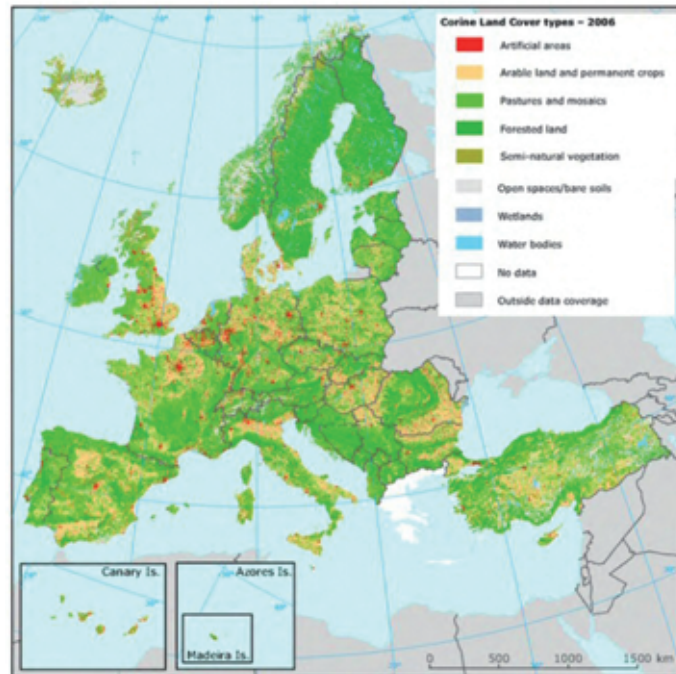 Corine Land Cover types – 2006
Artificial areas
Arable land and permanent crops
Pastures and mosaics
Forested land
Semi-natural vegetation
Open spaces/bare soils
Wetlands
Water bodies
No data
Outside data coverage
Canary Is.
Azores Is.
Madeira Is.
0 500 1000 1500 km